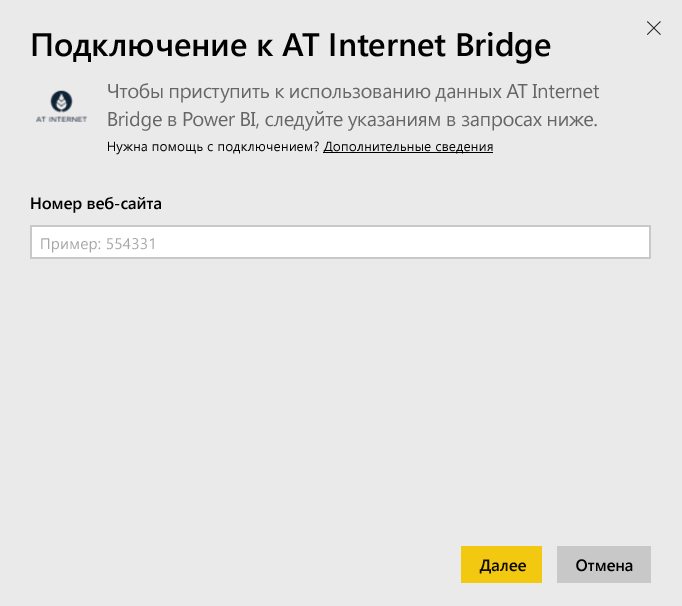 Подключение к AT Internet Bridge
AT INTERNET
Чтобы приступить к использованию данных AT Internet
Bridge в Power BI, следуйте указаниям в запросах ниже.
Нужна помощь с подключением? Дополнительные сведения
Номер веб-сайта
Пример: 554331
Далее
Отмена